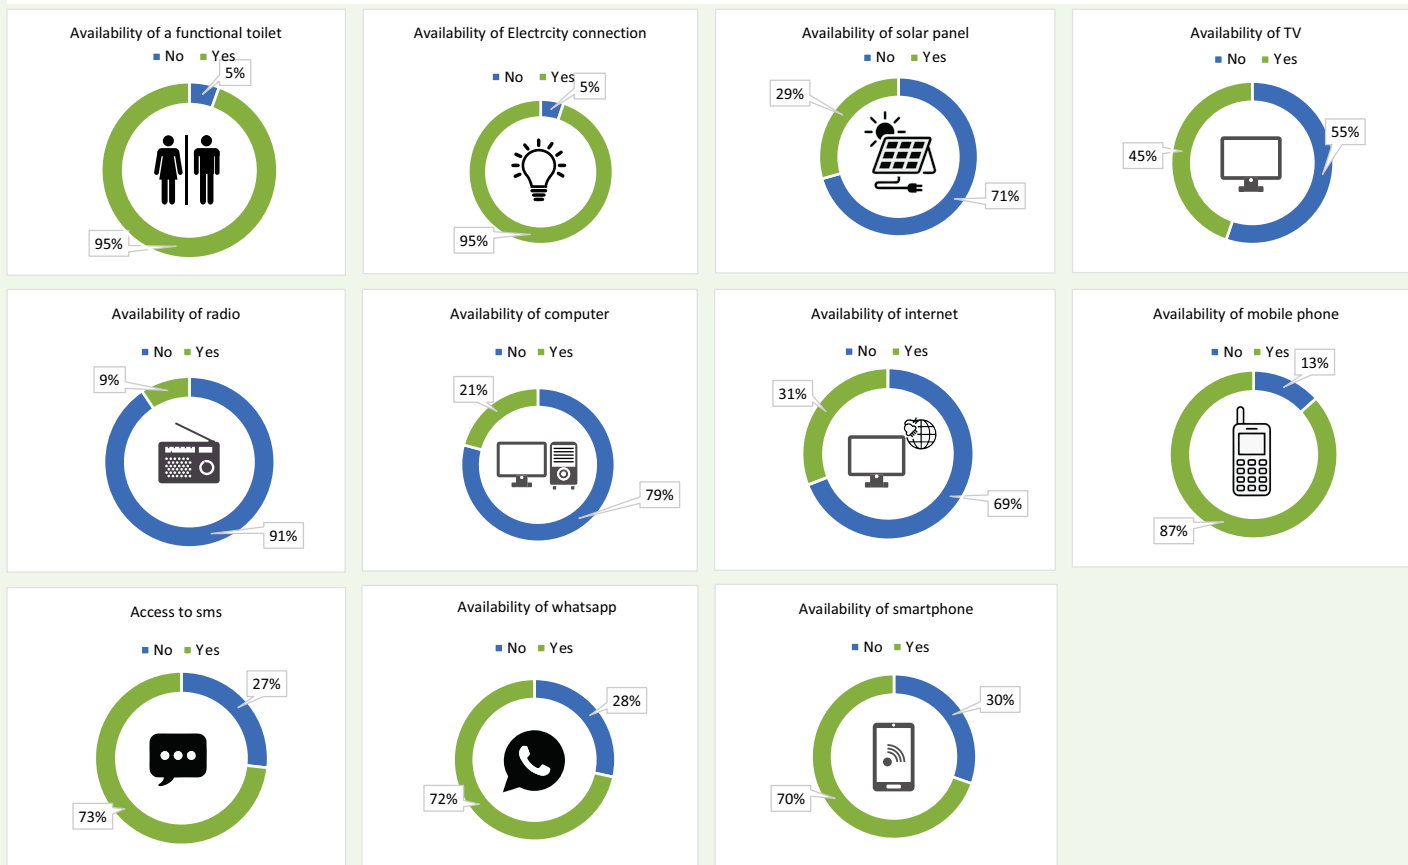 Availability of a functional toilet
No Yes
5%
95%
Availability of Electrcity connection
No Yes
5%
95%
Availability of solar panel
No Yes
29%
71%
Availability of TV
No Yes
55%
45%
Availability of radio
No Yes
9%
91%
Availability of computer
No Yes
21%
79%
Availability of internet
No Yes
31%
69%
Availability of mobile phone
No Yes
13%
87%
Access to sms
No Yes
27%
73%
Availability of whatsapp
No Yes
28%
72%
Availability of smartphone
No Yes
30%
70%